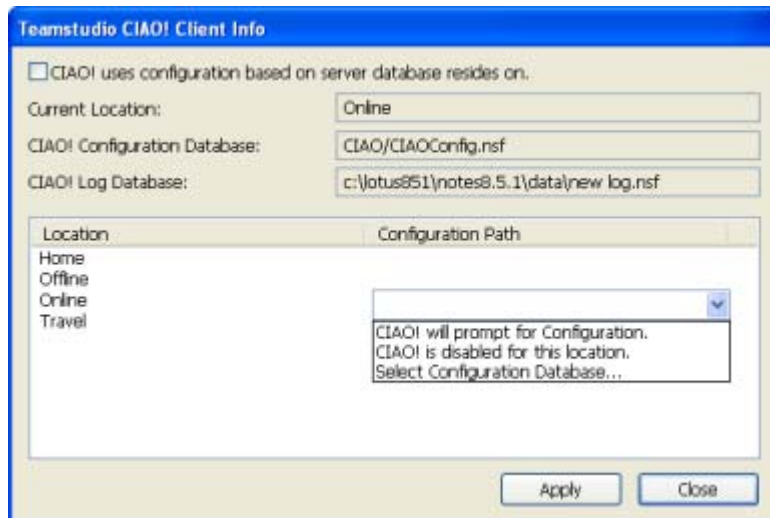 Teamstudio CIAO! Client Info
CIAO! uses configuration based on server database resides on.
Current Location: Online
CIAO! Configuration Database: CIAO/CIAOConfig.nsf
CIAO! Log Database: c:\lotus851\notes8.5.1\data\new log.nsf
Location Configuration Path
Home
Offline
Online
Travel
CIAO! will prompt for Configuration.
CIAO! is disabled for this location.
Select Configuration Database...
Apply Close